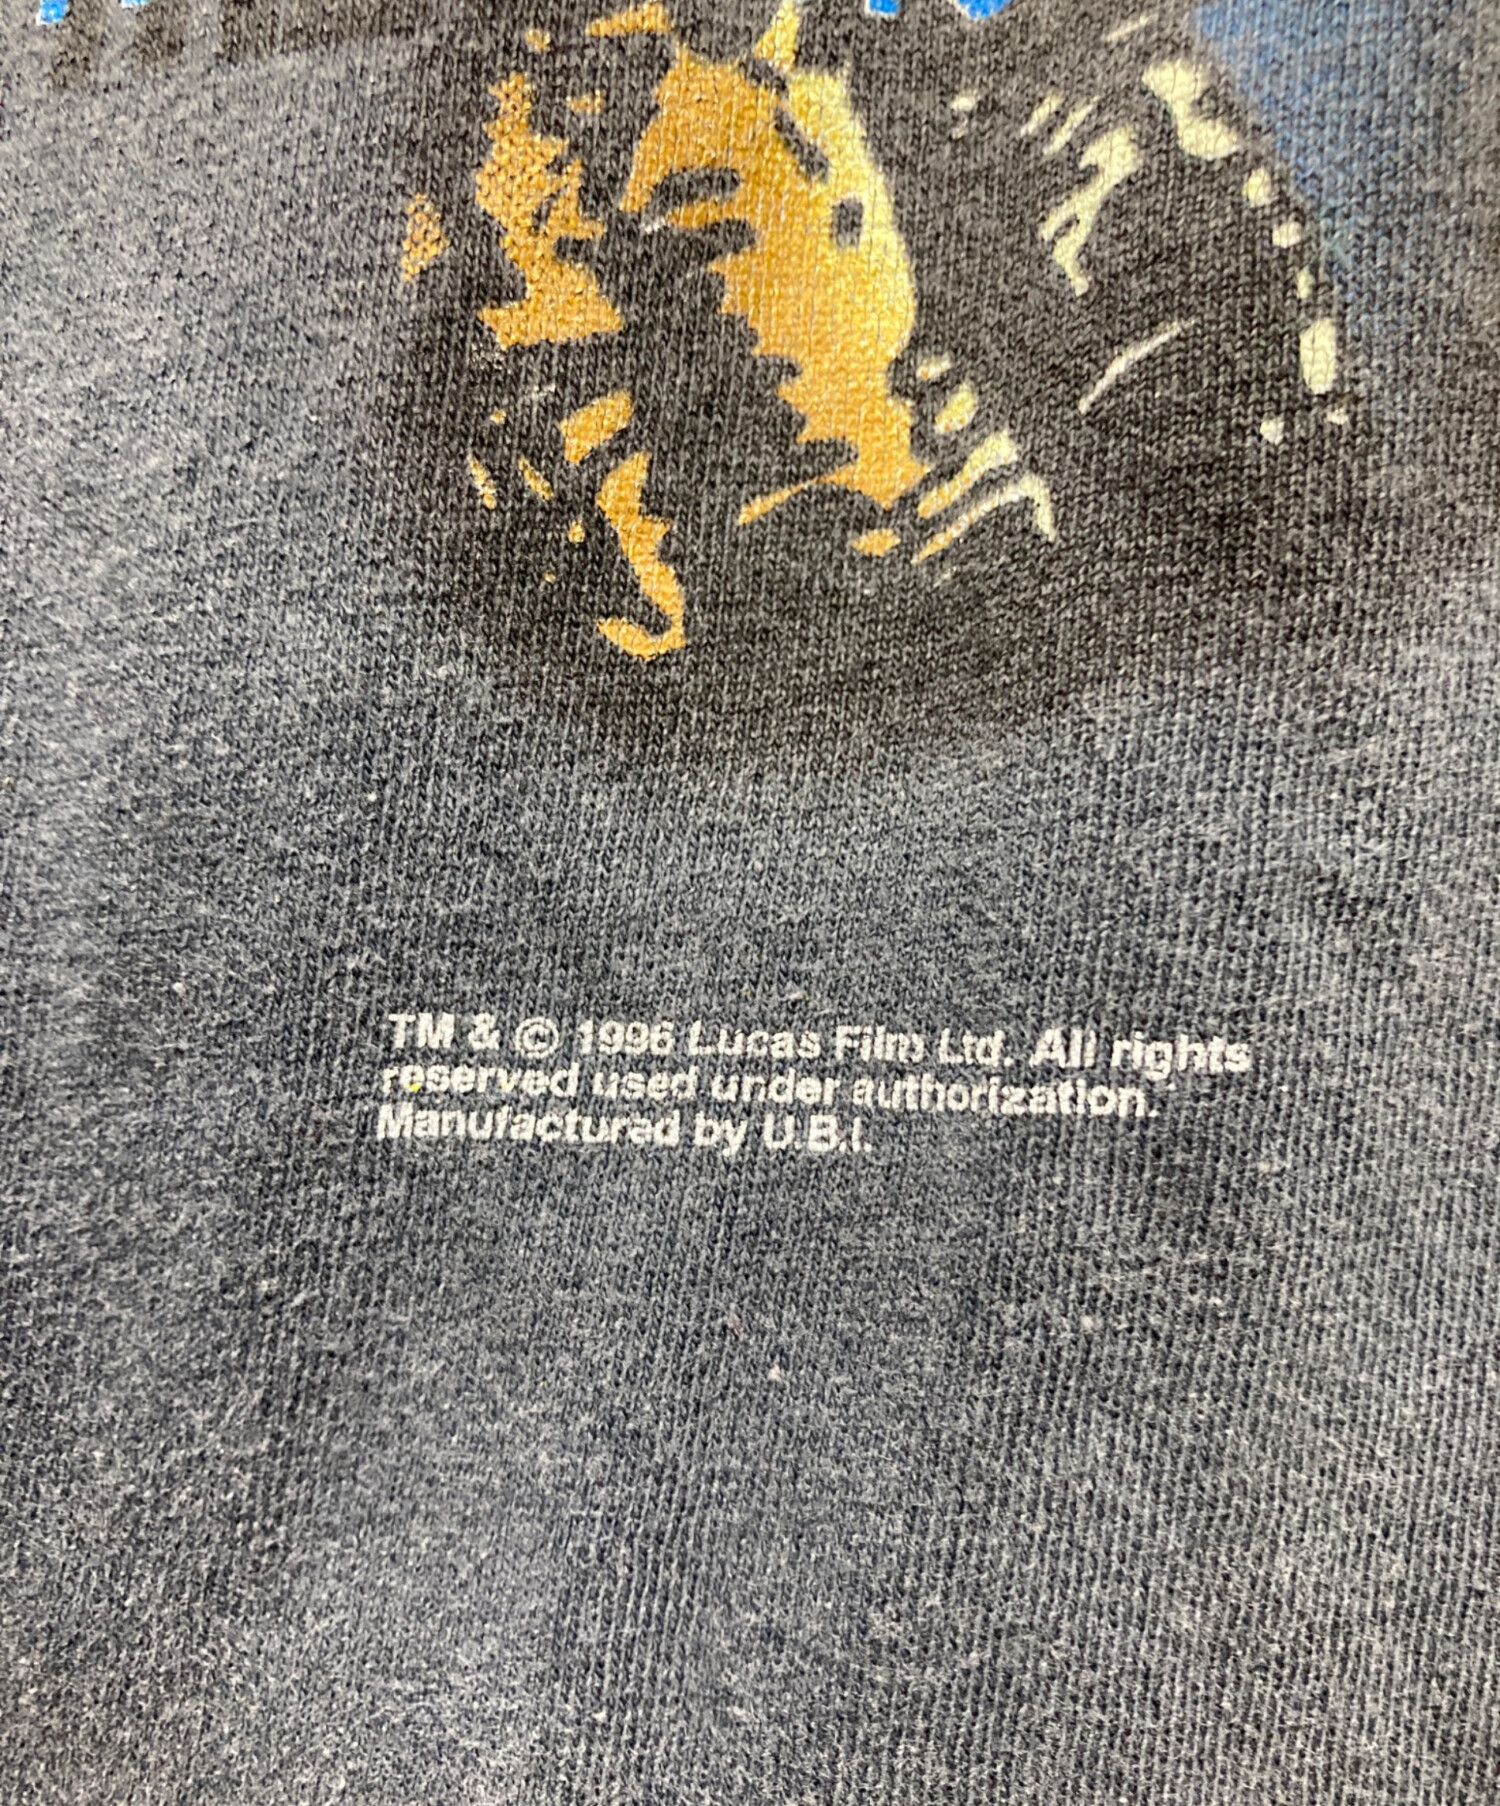 TM & © 1996 Lucas Film Ltd. All rights
reserved used under authorization.
Manufactured by U.B.I.